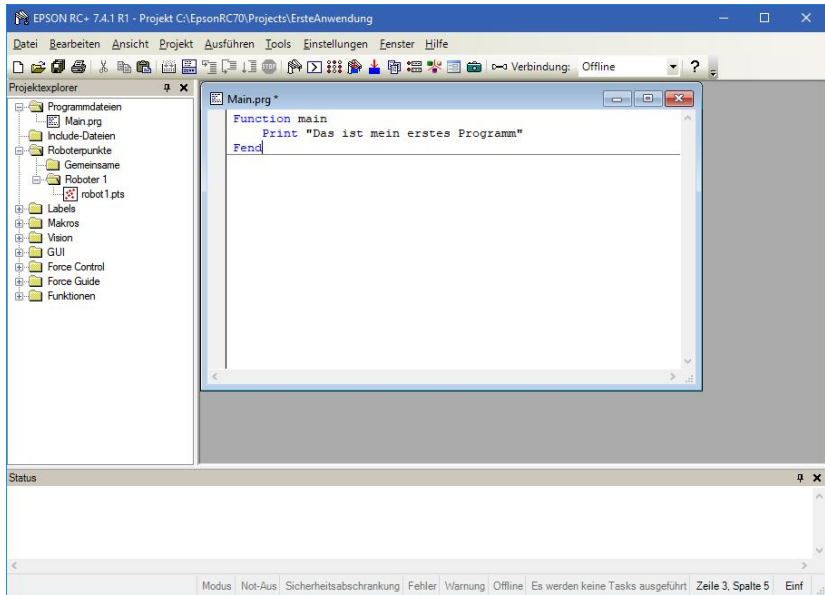 EPSON RC+ 7.4.1 R1 - Projekt C:\EpsonRC70\Projects\ErsteAnwendung
Datei Bearbeiten Ansicht Projekt Ausführen Tools Einstellungen Fenster Hilfe
Verbindung: Offline
Projektexplorer
Programmdateien
Main.prg
Include-Dateien
Roboterpunkte
Gemeinsame
Roboter 1
robot1.pts
Labels
Makros
Vision
GUI
Force Control
Force Guide
Funktionen
Main.prg *
Function main
Print "Das ist mein erstes Programm"
Fend
Status
Modus Not-Aus Sicherheitsabschrankung Fehler Warnung Offline Es werden keine Tasks ausgeführt Zeile 3, Spalte 5 Einf